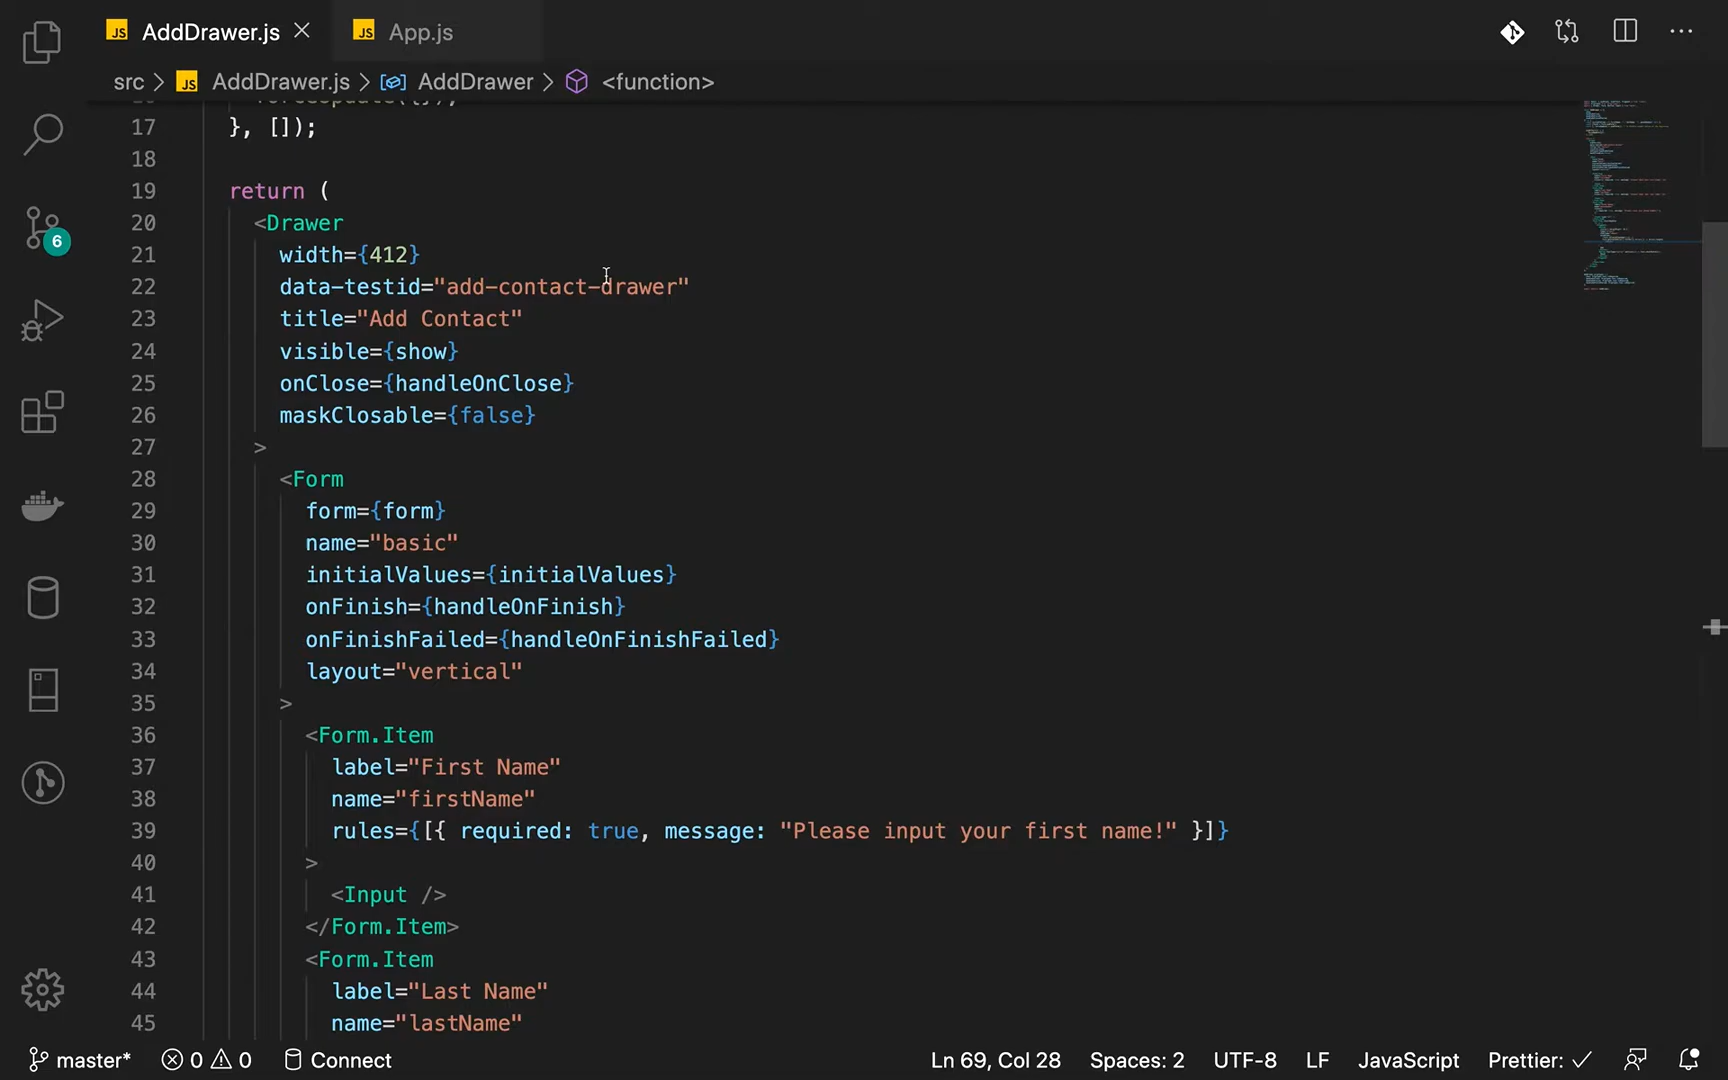 JS AddDrawer.js
JS App.js
src > JS AddDrawer.js > AddDrawer > <function>
17 }, []);
18
19 return (
20 <Drawer
21 width={412}
22 data-testid="add-contact-drawer"
23 title="Add Contact"
24 visible={show}
25 onClose={handleOnClose}
26 maskClosable={false}
27 >
28 <Form
29 form={form}
30 name="basic"
31 initialValues={initialValues}
32 onFinish={handleOnFinish}
33 onFinishFailed={handleOnFinishFailed}
34 layout="vertical"
35 >
36 <Form.Item
37 label="First Name"
38 name="firstName"
39 rules={[{ required: true, message: "Please input your first name!" }]}
40 >
41 <Input />
42 </Form.Item>
43 <Form.Item
44 label="Last Name"
45 name="lastName"
6
master* 0 0 Connect Ln 69, Col 28 Spaces: 2 UTF-8 LF JavaScript Prettier: ✓